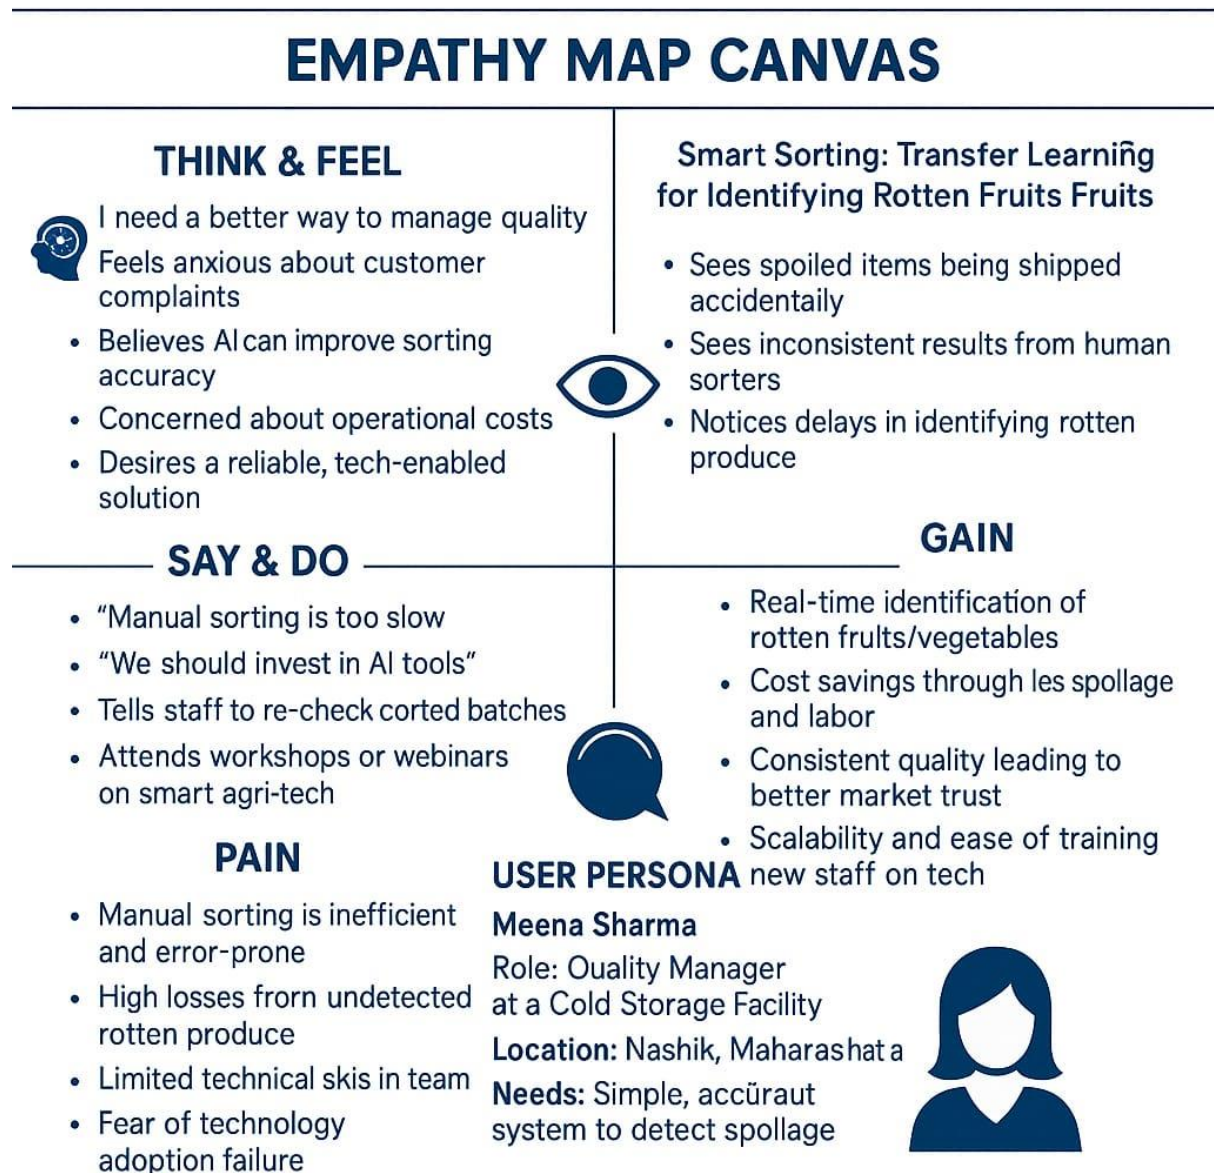 EMPATHY MAP CANVAS
THINK & FEEL
I need a better way to manage quality
Feels anxious about customer
complaints
• Believes AI can improve sorting
accuracy
• Concerned about operational costs
• Desires a reliable, tech-enabled
solution
Smart Sorting: Transfer Learnin̄g
for Identifying Rotten Fruits Fruits
• Sees spoiled items being shipped
accidentaily
• Sees inconsistent results from human
sorters
• Notices delays in identifying rotten
produce
SAY & DO
• “Manual sorting is too slow
• “We should invest in AI tools”
• Tells staff to re-check corted batches
• Attends workshops or webinars
on smart agri-tech
GAIN
• Real-time identification of
rotten frults/vegetables
• Cost savings through les spollage
and labor
• Consistent quality leading to
better market trust
• Scalability and ease of training
new staff on tech
PAIN
• Manual sorting is inefficient
and error-prone
• High losses frorn undetected
rotten produce
• Limited technical skis in team
• Fear of technology
adoption failure
USER PERSONA
Meena Sharma
Role: Ouality Manager
at a Cold Storage Facility
Location: Nashik, Maharashat a
Needs: Simple, accūraut
system to detect spollage